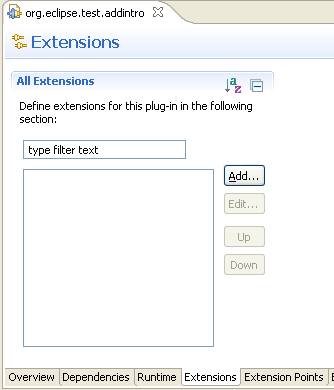 org.eclipse.test.addintro
Extensions
All Extensions
Define extensions for this plug-in in the following
section:
type filter text
Add...
Edit...
Up
Down
Overview Dependencies Runtime Extensions Extension Points